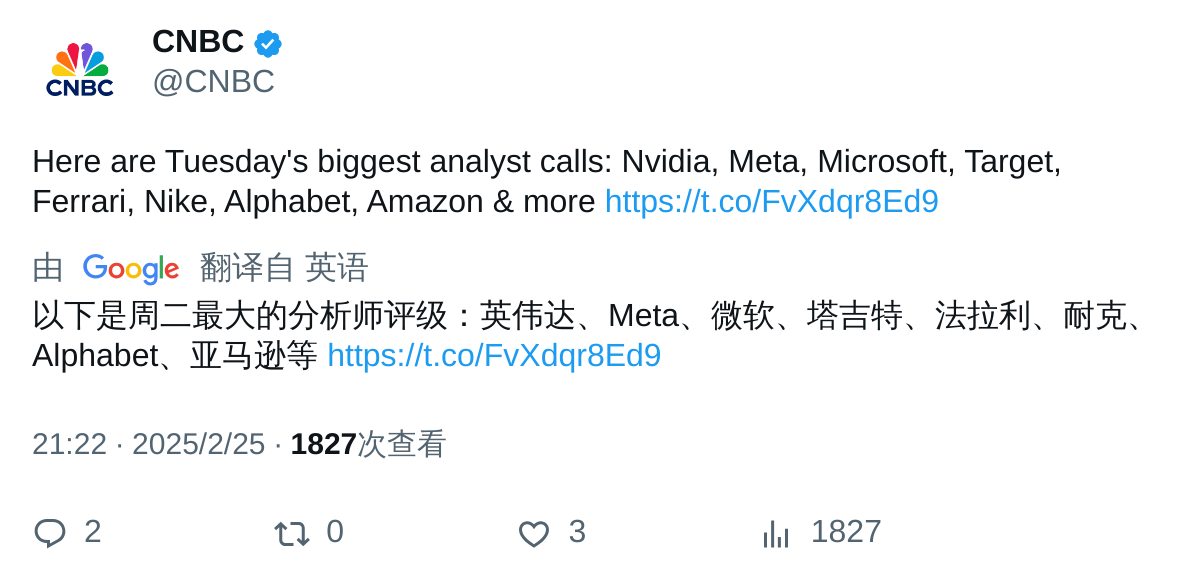 CNBC
CNBC
@CNBC
Here are Tuesday's biggest analyst calls: Nvidia, Meta, Microsoft, Target,
Ferrari, Nike, Alphabet, Amazon & more https://t.co/FvXdqr8Ed9
由 Google 翻译自 英语
以下是周二最大的分析师评级：英伟达、Meta、微软、塔吉特、法拉利、耐克、
Alphabet、亚马逊等 https://t.co/FvXdqr8Ed9
21:22 · 2025/2/25 · 1827次查看
2 0 3 1827